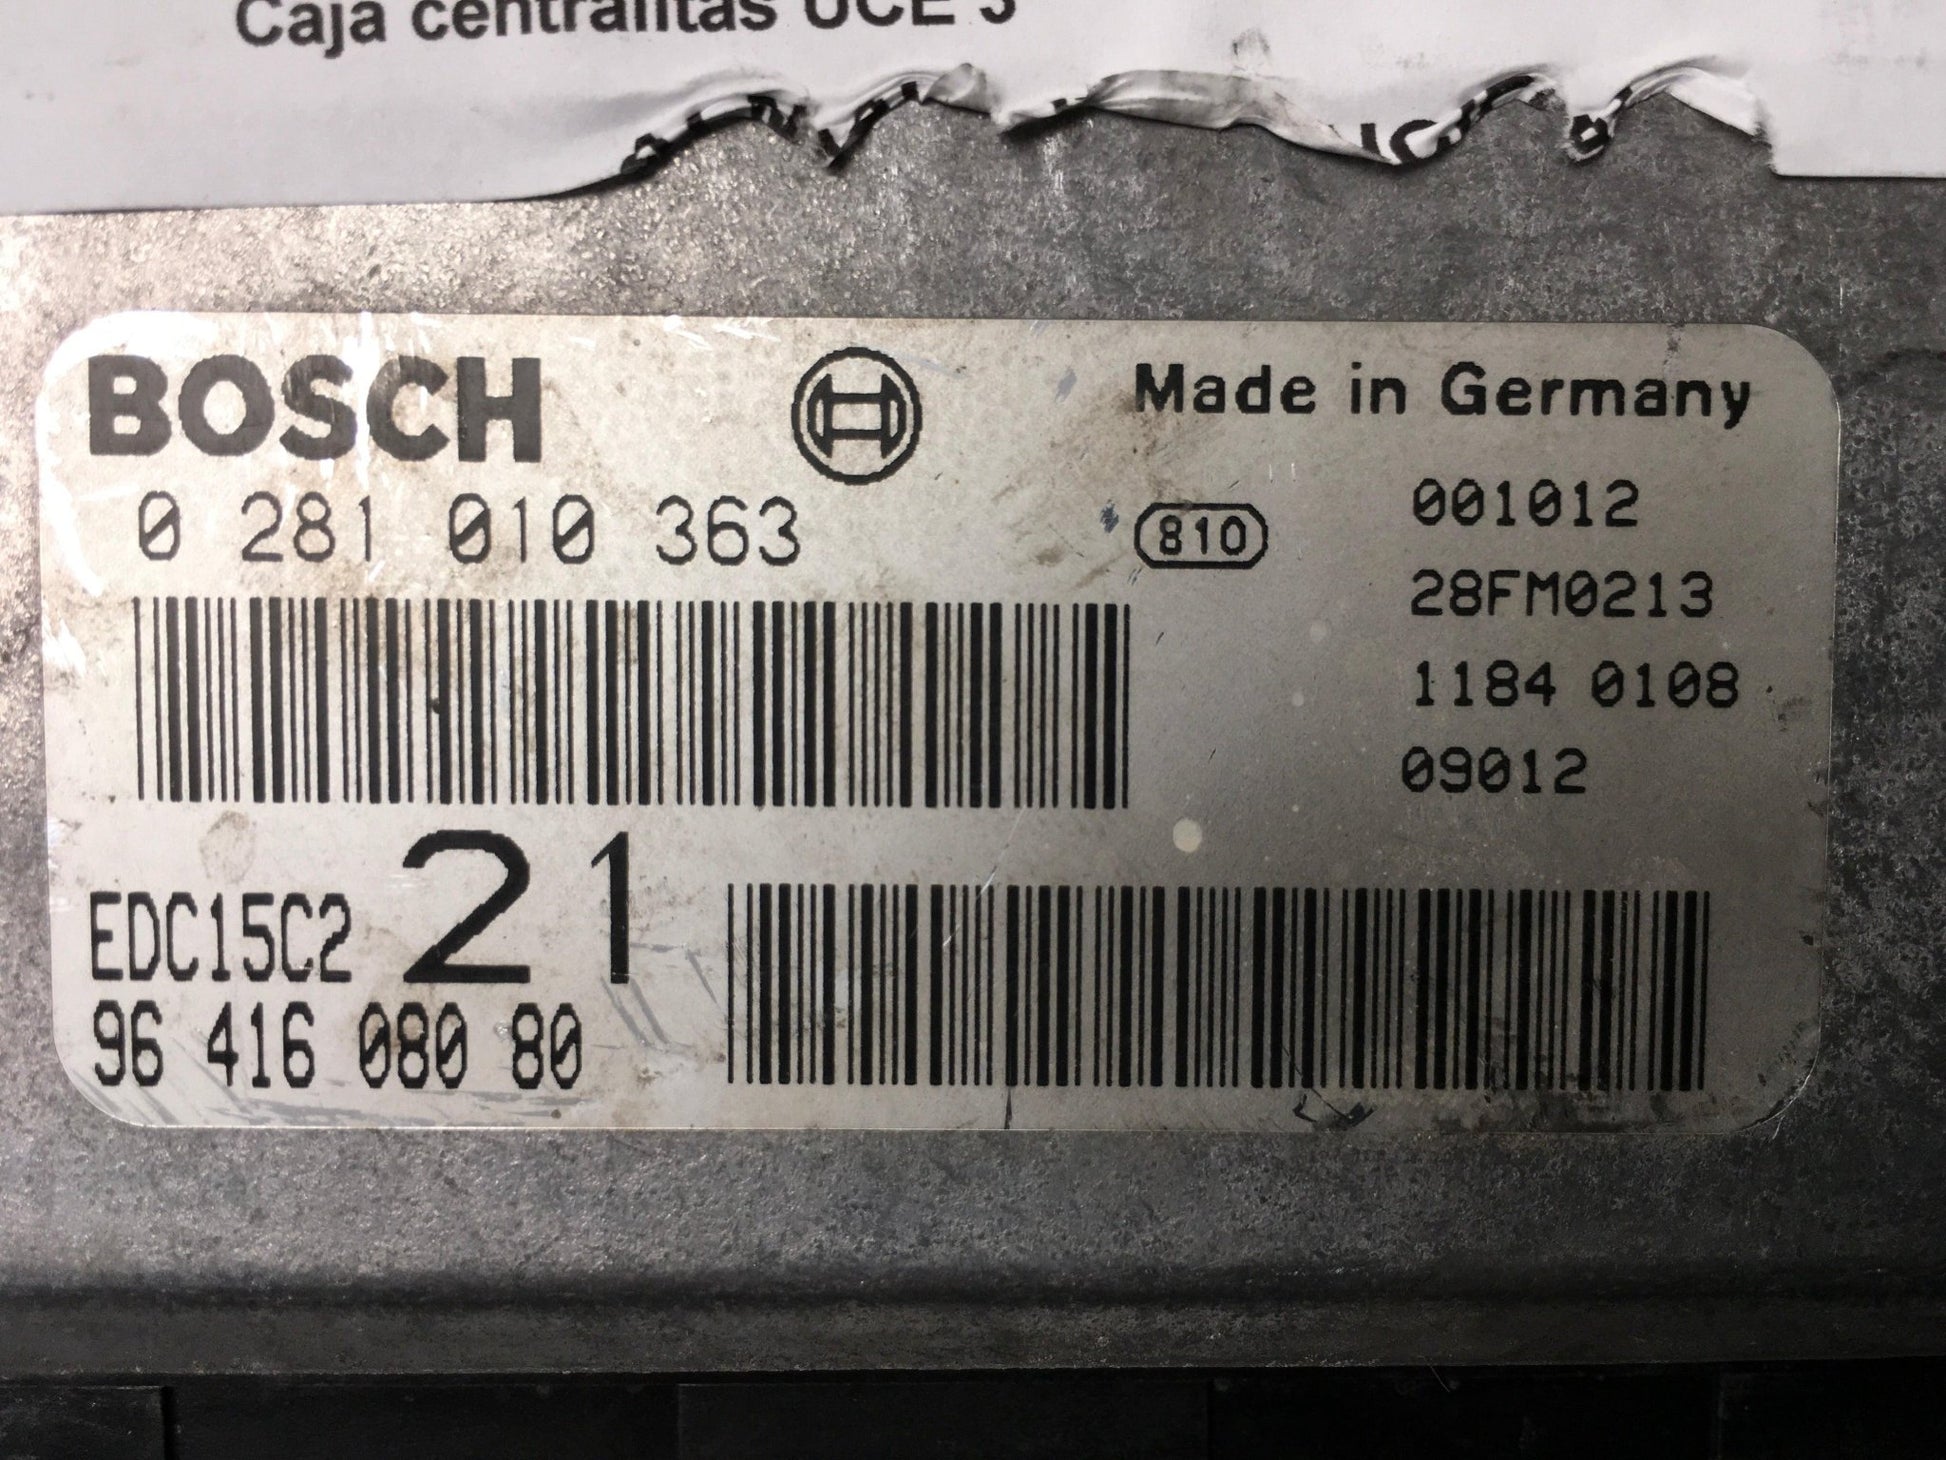 Caja centralitas UCE 3
BOSCH
Made in Germany
0 281 010 363
810
001012
28FM0213
1184 0108
09012
EDC15C2 21
96 416 080 80